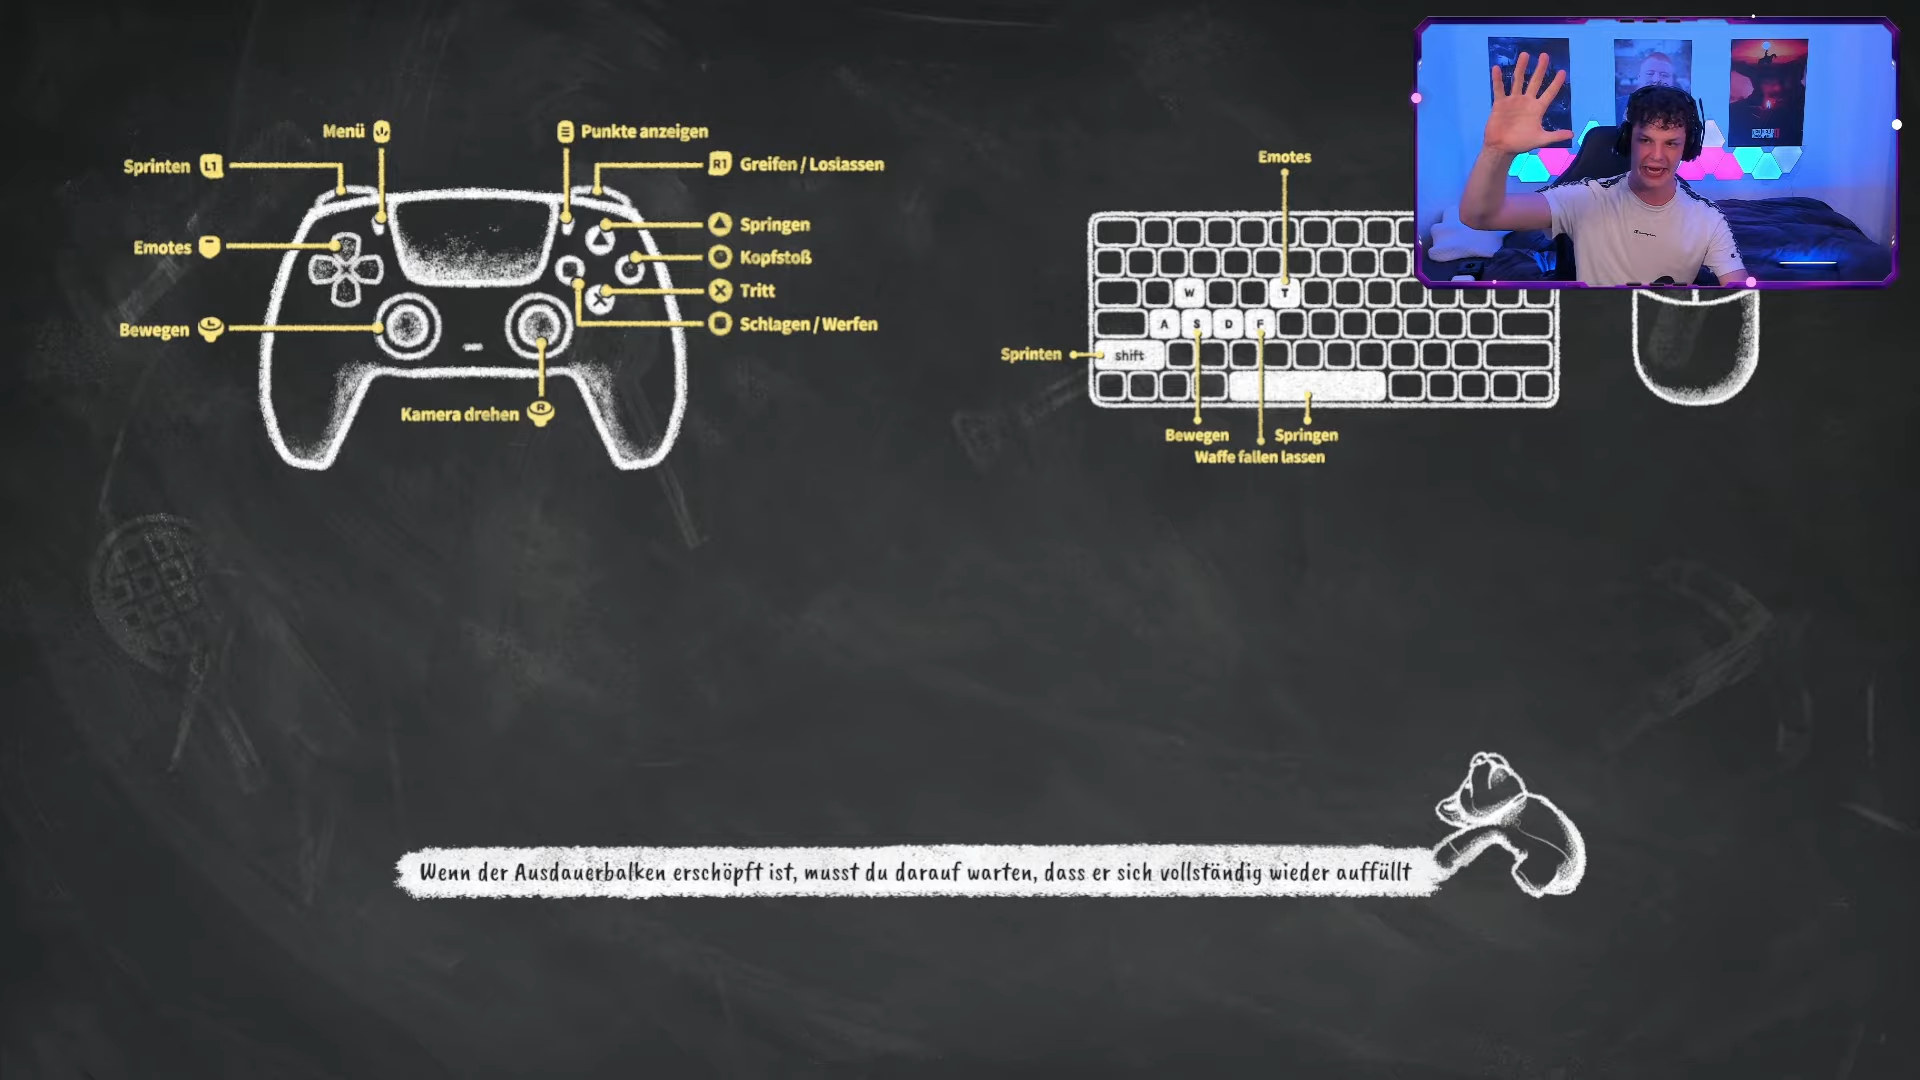 Menü
Punkte anzeigen
Sprinten L1
R1 Greifen / Loslassen
Emotes
Springen
Kopfstoß
Tritt
Schlagen / Werfen
Bewegen L
Kamera drehen R
Emotes
W T
A S D F
Sprinten shift
Bewegen Springen
Waffe fallen lassen
Wenn der Ausdauerbalken erschöpft ist, musst du darauf warten, dass er sich vollständig wieder auffüllt